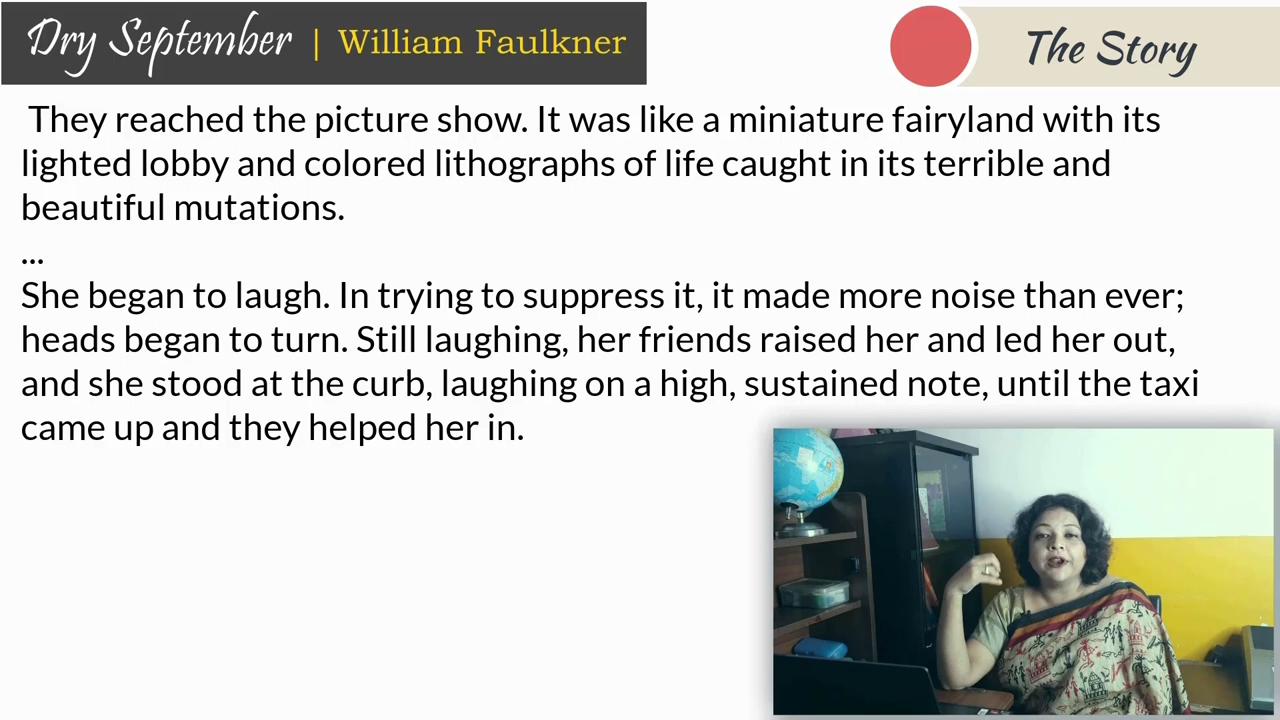 Dry September | William Faulkner
The Story
They reached the picture show. It was like a miniature fairyland with its
lighted lobby and colored lithographs of life caught in its terrible and
beautiful mutations.
...
She began to laugh. In trying to suppress it, it made more noise than ever;
heads began to turn. Still laughing, her friends raised her and led her out,
and she stood at the curb, laughing on a high, sustained note, until the taxi
came up and they helped her in.